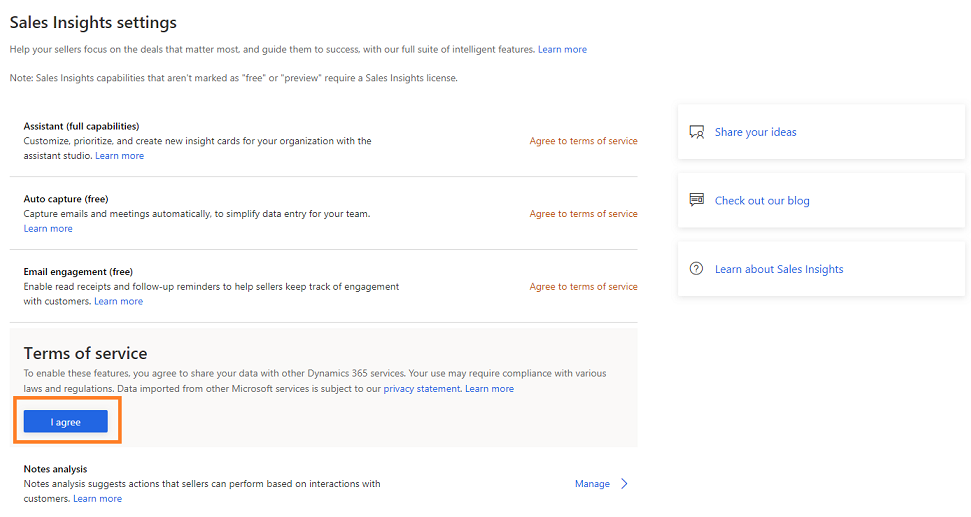 Sales Insights settings
Help your sellers focus on the deals that matter most, and guide them to success, with our full suite of intelligent features. Learn more
Note: Sales Insights capabilities that aren't marked as "free" or "preview" require a Sales Insights license.
Assistant (full capabilities)
Customize, prioritize, and create new insight cards for your organization with the
assistant studio. Learn more
Agree to terms of service
Auto capture (free)
Capture emails and meetings automatically, to simplify data entry for your team.
Learn more
Agree to terms of service
Email engagement (free)
Enable read receipts and follow-up reminders to help sellers keep track of engagement
with customers. Learn more
Agree to terms of service
Terms of service
To enable these features, you agree to share your data with other Dynamics 365 services. Your use may require compliance with various
laws and regulations. Data imported from other Microsoft services is subject to our privacy statement. Learn more
I agree
Notes analysis
Notes analysis suggests actions that sellers can perform based on interactions with
customers. Learn more
Manage
Share your ideas
Check out our blog
Learn about Sales Insights